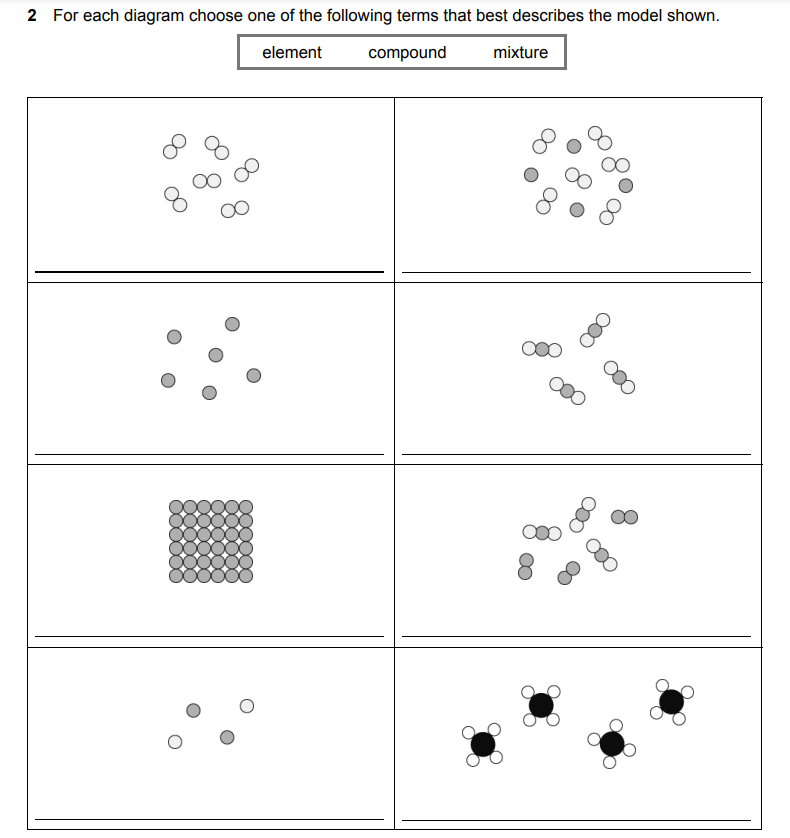 2 For each diagram choose one of the following terms that best describes the model shown.
element compound mixture